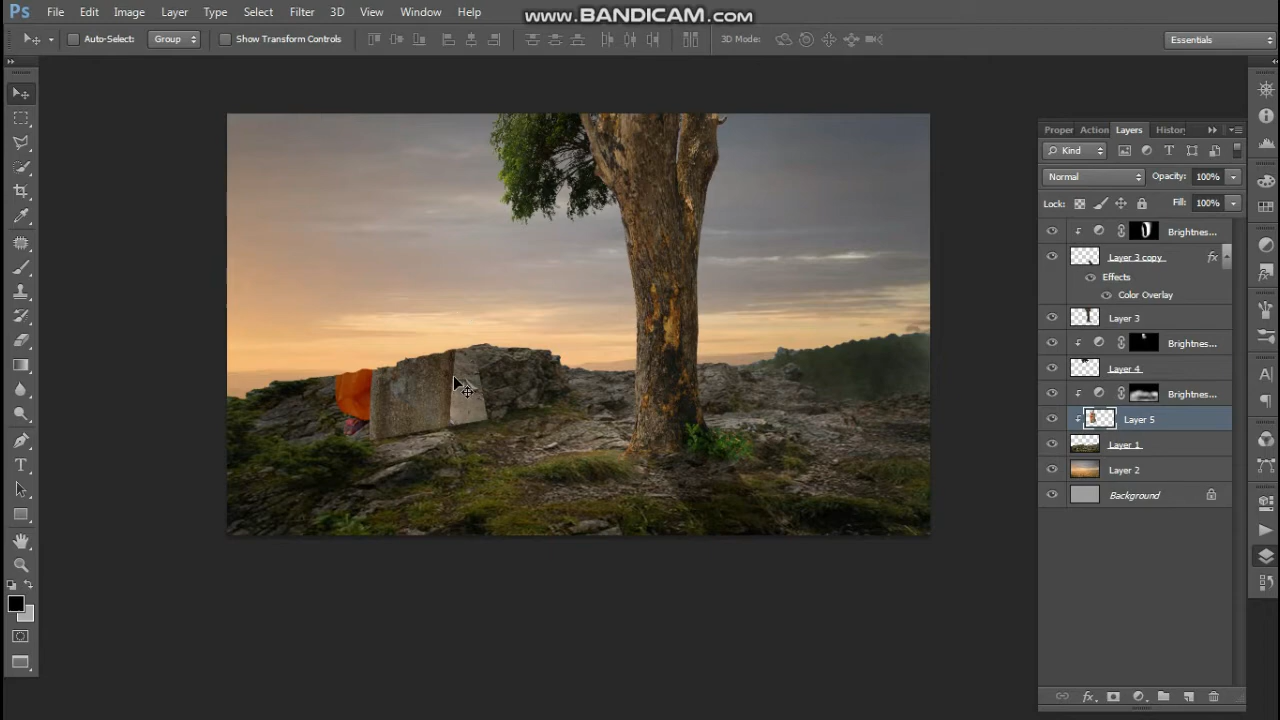 Ps File Edit Image Layer Type Select Filter 3D View Window Help
www.BANDICAM.com
Auto-Select: Group Show Transform Controls 3D Mode: Essentials
Proper Action Layers History
Kind
Normal Opacity: 100%
Lock: Fill: 100%
Brightnes...
Layer 3 copy fx
Effects
Color Overlay
Layer 3
Brightnes...
Layer 4
Brightnes...
Layer 5
Layer 1
Layer 2
Background